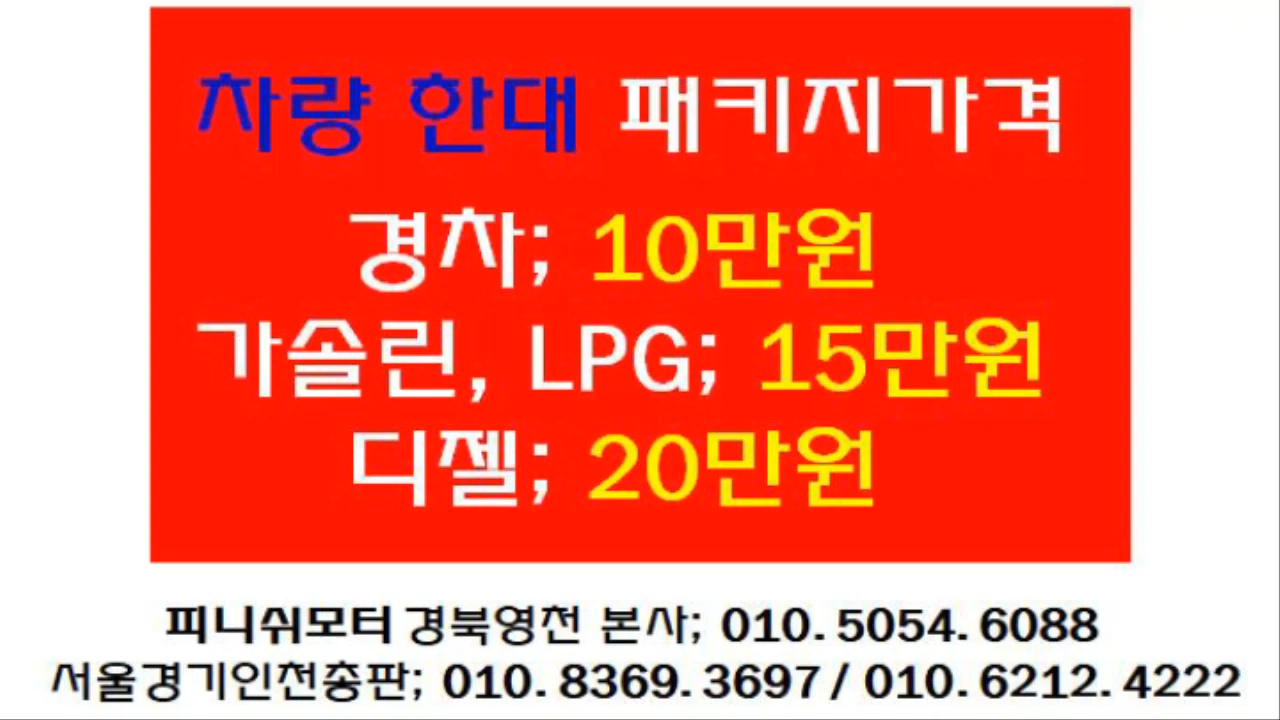 차량 한대 패키지가격
경차; 10만원
가솔린, LPG; 15만원
디젤; 20만원
피니쉬모터 경북영천 본사; 010. 5054. 6088
서울경기인천총판; 010. 8369. 3697 / 010. 6212. 4222